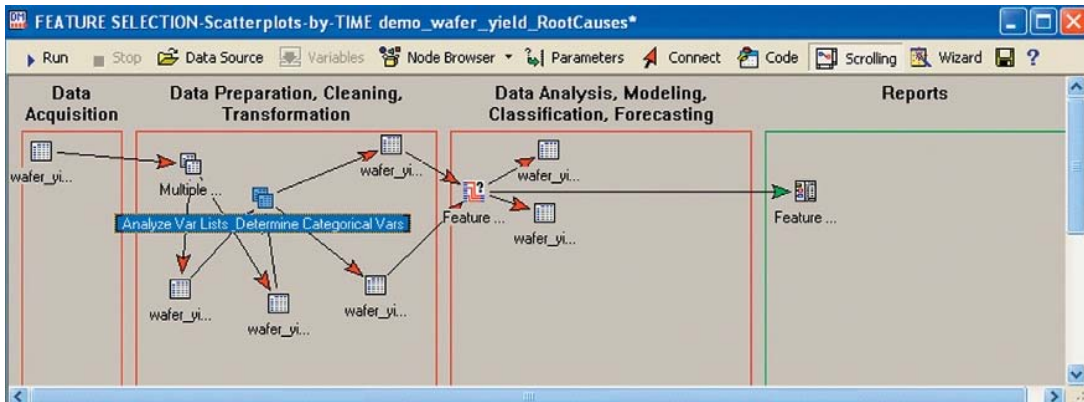 DM
FEATURE SELECTION-Scatterplots-by-TIME demo_wafer_yield_RootCauses*
Run Stop Data Source Variables Node Browser Parameters Connect Code Scrolling Wizard ?
Data Acquisition
Data Preparation, Cleaning, Transformation
Data Analysis, Modeling, Classification, Forecasting
Reports
wafer_yi...
Multiple ...
wafer_yi...
Analyze Var Lists_Determine Categorical Vars
wafer_yi...
wafer_yi...
wafer_yi...
Feature ...
wafer_yi...
wafer_yi...
Feature ...